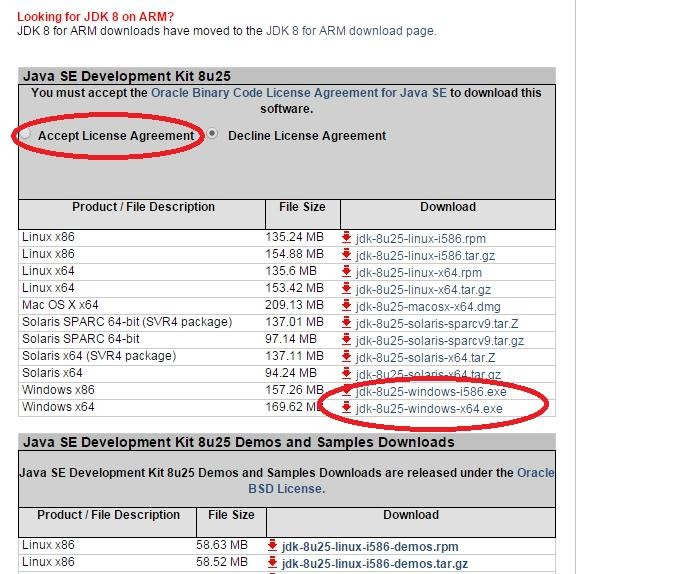 Looking for JDK 8 on ARM?
JDK 8 for ARM downloads have moved to the JDK 8 for ARM download page.
Java SE Development Kit 8u25
You must accept the Oracle Binary Code License Agreement for Java SE to download this
software.
Accept License Agreement Decline License Agreement
Product / File Description File Size Download
Linux x86 135.24 MB jdk-8u25-linux-i586.rpm
Linux x86 154.88 MB jdk-8u25-linux-i586.tar.gz
Linux x64 135.6 MB jdk-8u25-linux-x64.rpm
Linux x64 153.42 MB jdk-8u25-linux-x64.tar.gz
Mac OS X x64 209.13 MB jdk-8u25-macosx-x64.dmg
Solaris SPARC 64-bit (SVR4 package) 137.01 MB jdk-8u25-solaris-sparcv9.tar.Z
Solaris SPARC 64-bit 97.14 MB jdk-8u25-solaris-sparcv9.tar.gz
Solaris x64 (SVR4 package) 137.11 MB jdk-8u25-solaris-x64.tar.Z
Solaris x64 94.24 MB jdk-8u25-solaris-x64.tar.gz
Windows x86 157.26 MB jdk-8u25-windows-i586.exe
Windows x64 169.62 MB jdk-8u25-windows-x64.exe
Java SE Development Kit 8u25 Demos and Samples Downloads
Java SE Development Kit 8u25 Demos and Samples Downloads are released under the Oracle
BSD License.
Product / File Description File Size Download
Linux x86 58.63 MB jdk-8u25-linux-i586-demos.rpm
Linux x86 58.52 MB jdk-8u25-linux-i586-demos.tar.gz